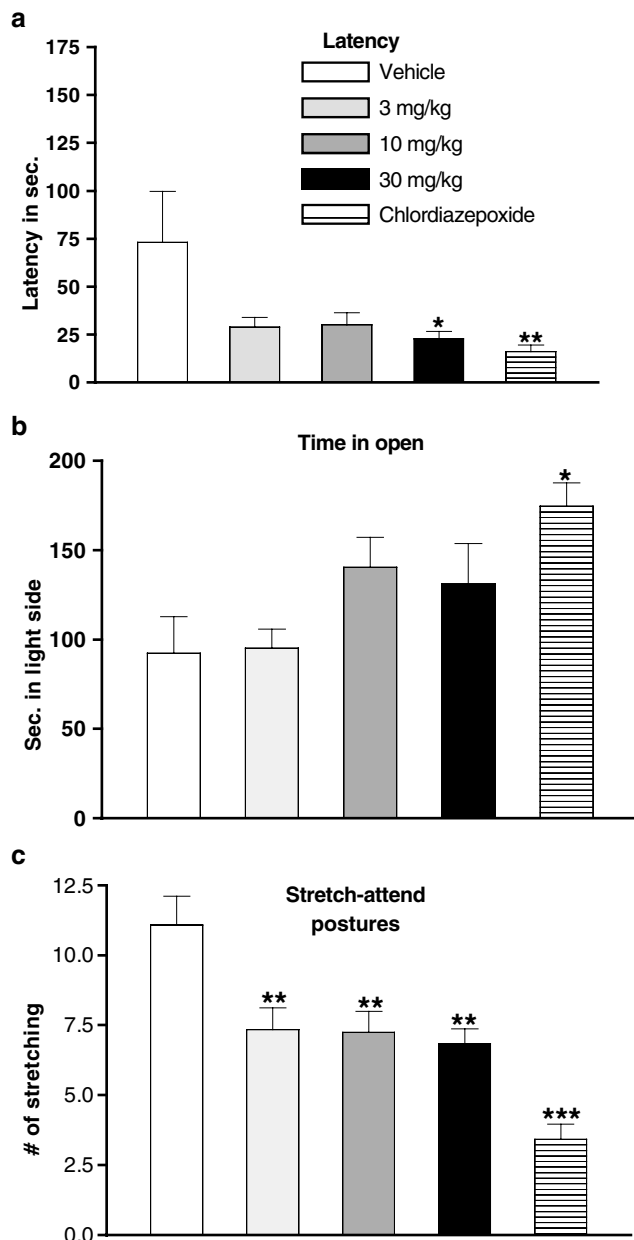 a
Latency
Vehicle
3 mg/kg
10 mg/kg
30 mg/kg
Chlordiazepoxide
Latency in sec.
175
150
125
100
75
50
25
0
*
**
b
Time in open
Sec. in light side
200
150
100
50
0
*
c
Stretch-attend
postures
# of stretching
12.5
10.0
7.5
5.0
2.5
0.0
**
**
**
***